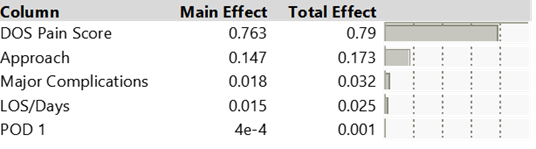 Column Main Effect Total Effect
DOS Pain Score 0.763 0.79
Approach 0.147 0.173
Major Complications 0.018 0.032
LOS/Days 0.015 0.025
POD 1 4e-4 0.001